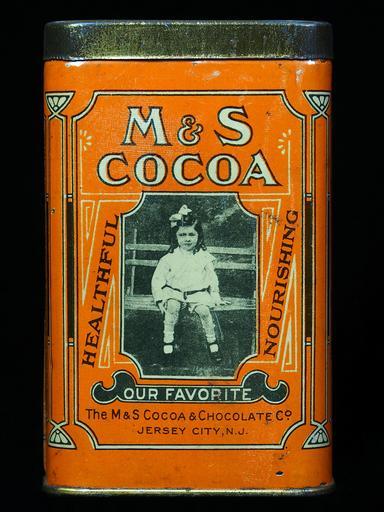 M & S
COCOA
HEALTHFUL
NOURISHING
OUR FAVORITE
The M & S COCOA & CHOCOLATE Co.
JERSEY CITY, N.J.